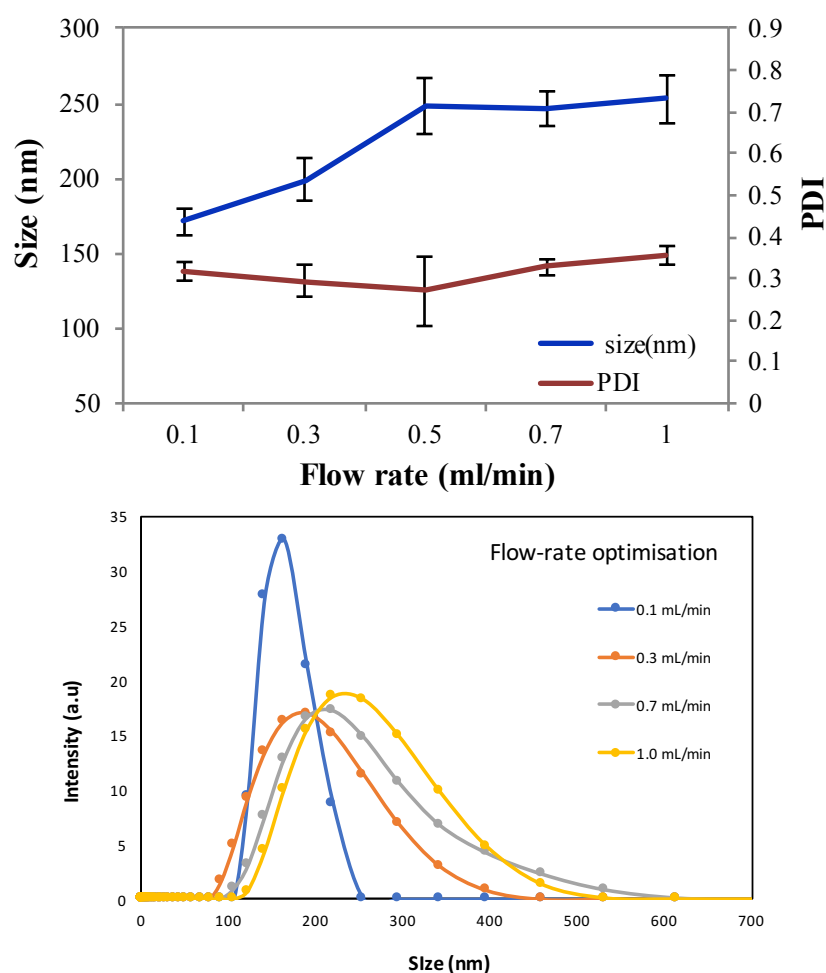 300
250
200
150
100
50
Size (nm)
0.9
0.8
0.7
0.6
0.5
0.4
0.3
0.2
0.1
0
PDI
size(nm)
PDI
0.1 0.3 0.5 0.7 1
Flow rate (ml/min)
35
30
25
20
15
10
5
0
Intensity (a.u)
Flow-rate optimisation
0.1 mL/min
0.3 mL/min
0.7 mL/min
1.0 mL/min
0 100 200 300 400 500 600 700
SIze (nm)